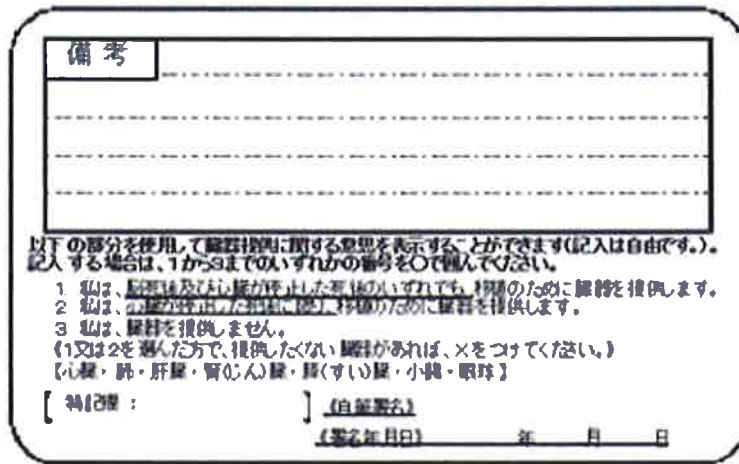 備考
以下の部分を使用して臓器提供に関する意思を表示することができます(記入は自由です。)。
記入する場合は、1から3までのいずれかの番号を〇で囲んでください。
1 私は、脳死後及び心臓が停止した死後のいずれでも、移植のために臓器を提供します。
2 私は、心臓が停止した死後に限り、移植のために臓器を提供します。
3 私は、臓器を提供しません。
《1又は2を選んだ方で、提供したくない臓器があれば、×をつけてください。》
【心臓・肺・肝臓・腎(じん)臓・膵(すい)臓・小腸・眼球】
[特記欄: ] 《自筆署名》
《署名年月日》 年 月 日